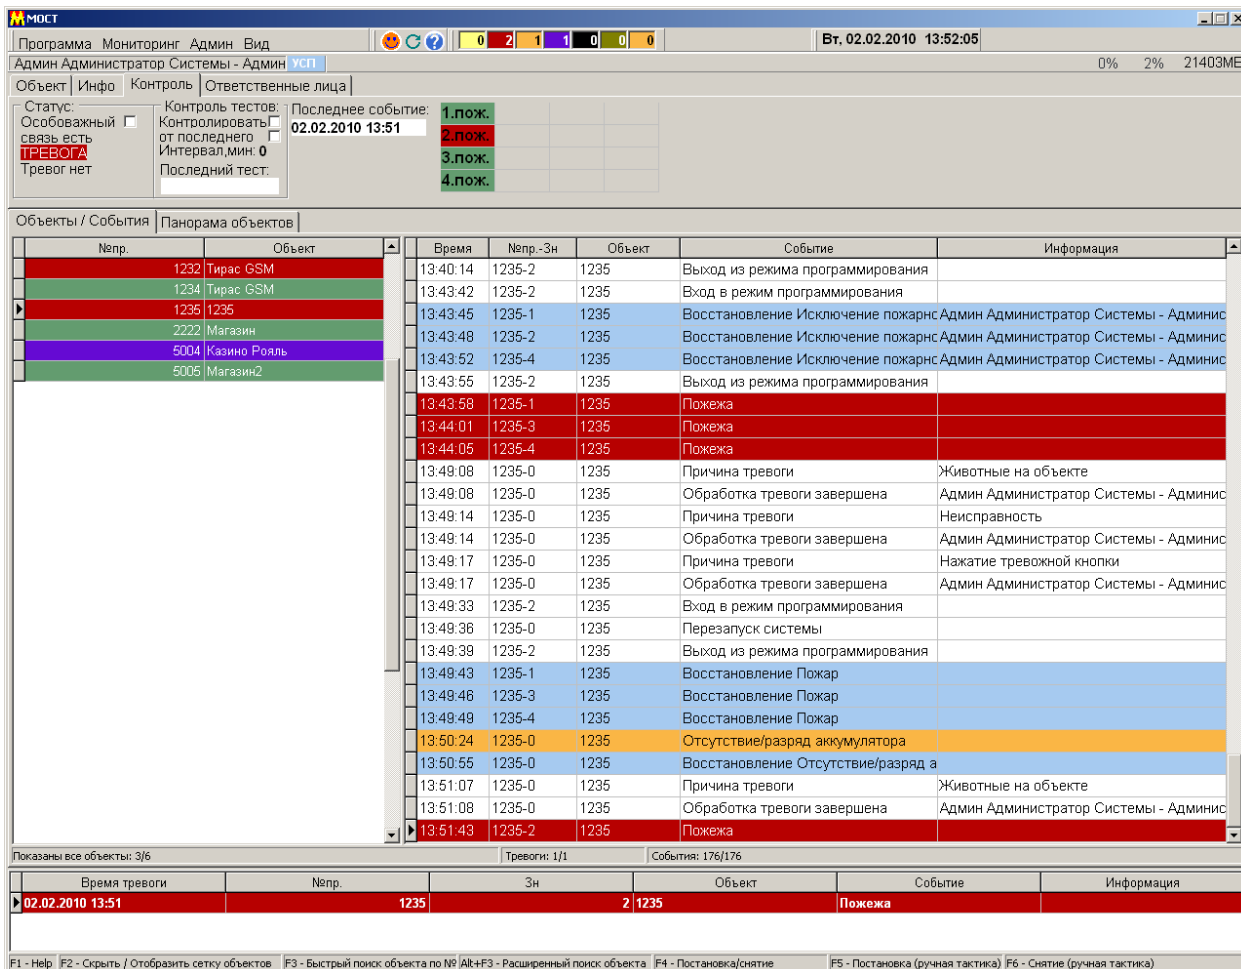 МОСТ
Программа Мониторинг Админ Вид 0 2 1 1 0 0 0 Вт, 02.02.2010 13:52:05
Админ Администратор Системы - Админ УСП 0% 2% 21403МЕ
Объект Инфо Контроль Ответственные лица
Статус: Контроль тестов: Последнее событие: 1.пож.
Особоважный Контролировать 02.02.2010 13:51
связь есть от последнего 2.пож.
ТРЕВОГА Интервал,мин: 0 3.пож.
Тревог нет Последний тест: 4.пож.
Объекты / События Панорама объектов
№пр. Объект
1232 Тирас GSM
1234 Тирас GSM
1235 1235
2222 Магазин
5004 Казино Рояль
5005 Магазин2
Время №пр.-Зн Объект Событие Информация
13:40:14 1235-2 1235 Выход из режима программирования
13:43:42 1235-2 1235 Вход в режим программирования
13:43:45 1235-1 1235 Восстановление Исключение пожарнс Админ Администратор Системы - Админис
13:43:48 1235-2 1235 Восстановление Исключение пожарнс Админ Администратор Системы - Админис
13:43:52 1235-4 1235 Восстановление Исключение пожарнс Админ Администратор Системы - Админис
13:43:55 1235-2 1235 Выход из режима программирования
13:43:58 1235-1 1235 Пожежа
13:44:01 1235-3 1235 Пожежа
13:44:05 1235-4 1235 Пожежа
13:49:08 1235-0 1235 Причина тревоги Животные на объекте
13:49:08 1235-0 1235 Обработка тревоги завершена Админ Администратор Системы - Админис
13:49:14 1235-0 1235 Причина тревоги Неисправность
13:49:14 1235-0 1235 Обработка тревоги завершена Админ Администратор Системы - Админис
13:49:17 1235-0 1235 Причина тревоги Нажатие тревожной кнопки
13:49:17 1235-0 1235 Обработка тревоги завершена Админ Администратор Системы - Админис
13:49:33 1235-2 1235 Вход в режим программирования
13:49:36 1235-0 1235 Перезапуск системы
13:49:39 1235-2 1235 Выход из режима программирования
13:49:43 1235-1 1235 Восстановление Пожар
13:49:46 1235-3 1235 Восстановление Пожар
13:49:49 1235-4 1235 Восстановление Пожар
13:50:24 1235-0 1235 Отсутствие/разряд аккумулятора
13:50:55 1235-0 1235 Восстановление Отсутствие/разряд а
13:51:07 1235-0 1235 Причина тревоги Животные на объекте
13:51:08 1235-0 1235 Обработка тревоги завершена Админ Администратор Системы - Админис
13:51:43 1235-2 1235 Пожежа
Показаны все объекты: 3/6 Тревоги: 1/1 События: 176/176
Время тревоги №пр. Зн Объект Событие Информация
02.02.2010 13:51 1235 2 1235 Пожежа
F1 - Help F2 - Скрыть / Отобразить сетку объектов F3 - Быстрый поиск объекта по № Alt+F3 - Расширенный поиск объекта F4 - Постановка/снятие F5 - Постановка (ручная тактика) F6 - Снятие (ручная тактика)